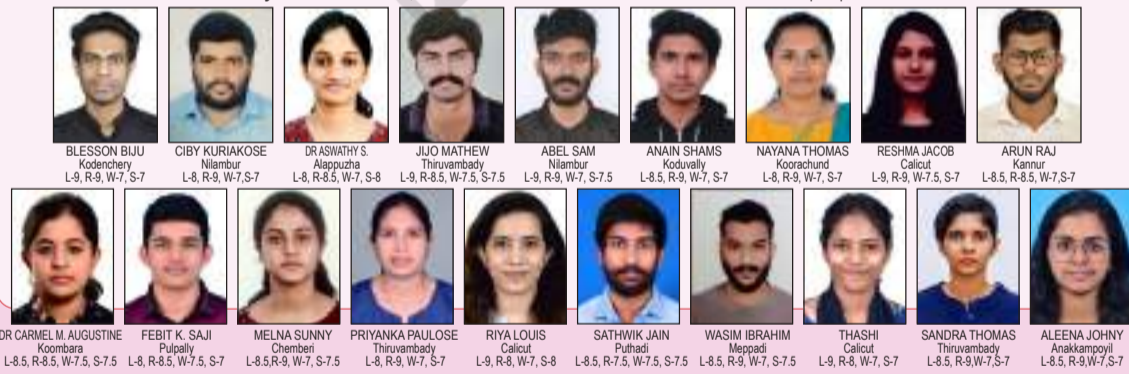 BLESSON BIJU
Kodenchery
L-9, R-9, W-7, S-7
CIBY KURIAKOSE
Nilambur
L-8, R-9, W-7,S-7
DR ASWATHY S.
Alappuzha
L-8, R-8.5, W-7, S-8
JIJO MATHEW
Thiruvambady
L-9, R-8.5, W-7.5, S-7.5
ABEL SAM
Nilambur
L-9, R-9, W-7, S-7.5
ANAIN SHAMS
Koduvally
L-8.5, R-9, W-7, S-7
NAYANA THOMAS
Koorachund
L-8, R-9, W-7, S-7
RESHMA JACOB
Calicut
L-9, R-9, W-7.5, S-7
ARUN RAJ
Kannur
L-8.5, R-8.5, W-7,S-7
DR CARMEL M. AUGUSTINE
Koombara
L-8.5, R-8.5, W-7.5, S-7.5
FEBIT K. SAJI
Pulpally
L-8, R-8.5, W-7.5, S-7
MELNA SUNNY
Chemberi
L-8.5,R-9, W-7, S-7.5
PRIYANKA PAULOSE
Thiruvambady
L-8, R-9, W-7, S-7
RIYA LOUIS
Calicut
L-9, R-8, W-7, S-8
SATHWIK JAIN
Puthadi
L-8.5, R-7.5, W-7.5, S-7.5
WASIM IBRAHIM
Meppadi
L-8.5, R-9, W-7, S-7.5
THASHI
Calicut
L-9, R-8, W-7, S-7
SANDRA THOMAS
Thiruvambady
L-8.5, R-9,W-7,S-7
ALEENA JOHNY
Anakkampoyil
L-8.5, R-9,W-7,S-7